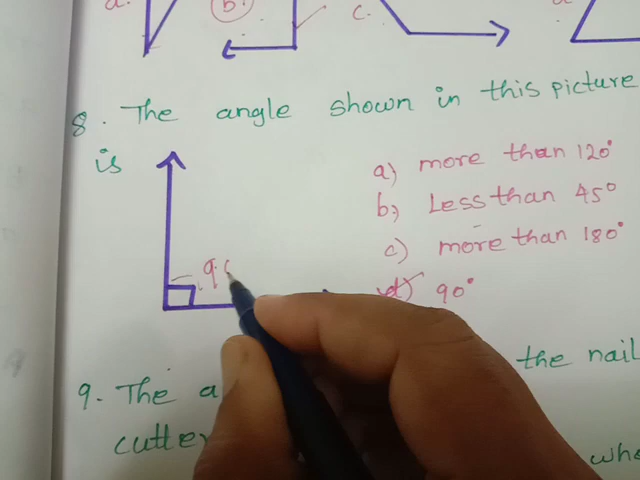 a.
b.
c.
8. The angle shown in this picture
is
a) more than 120°
b) Less than 45°
c) more than 180°
d) 90°
9. The a
the nail
cutter